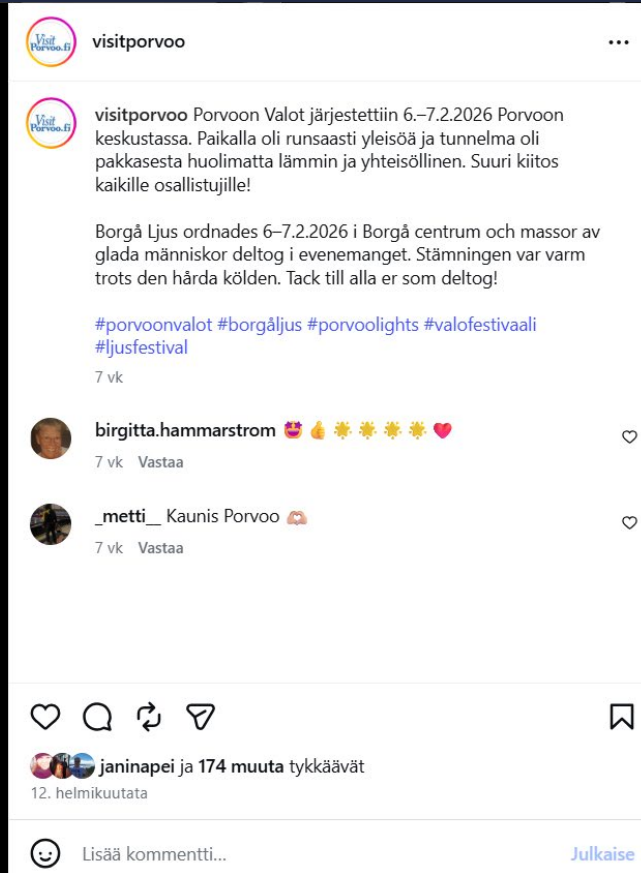 Visit
Porvoo.fi
visitporvoo
Visit
Porvoo.fi
visitporvoo Porvoon Valot järjestettiin 6.–7.2.2026 Porvoon
keskustassa. Paikalla oli runsaasti yleisöä ja tunnelma oli
pakkasesta huolimatta lämmin ja yhteisöllinen. Suuri kiitos
kaikille osallistujille!
Borgå Ljus ordnades 6–7.2.2026 i Borgå centrum och massor av
glada människor deltog i evenemanget. Stämningen var varm
trots den hårda kölden. Tack till alla er som deltog!
#porvoonvalot #borgåljus #porvoolights #valofestivaali
#ljusfestival
7 vk
birgitta.hammarstrom 🤩 👍 🌟 🌟 🌟 🌟 ❤️
7 vk Vastaa
_metti__ Kaunis Porvoo 🫶🏼
7 vk Vastaa
janinapei ja 174 muuta tykkäävät
12. helmikuutata
Lisää kommentti...
Julkaise